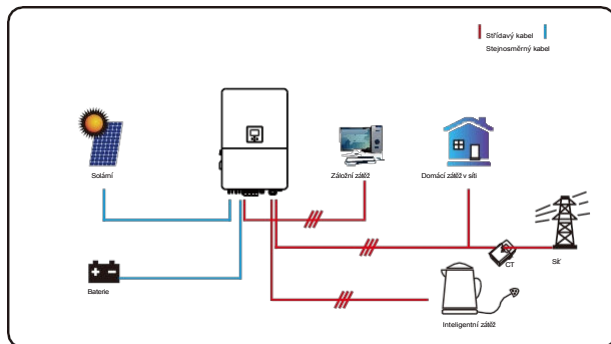 Střídavý kabel
Stejnosměrný kabel
Solární
Záložní zátěž
Domácí zátěž v síti
CT
Síť
Baterie
Inteligentní zátěž